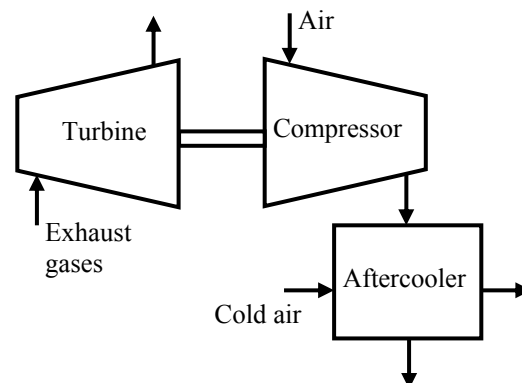 Air
Turbine
Compressor
Exhaust
gases
Aftercooler
Cold air